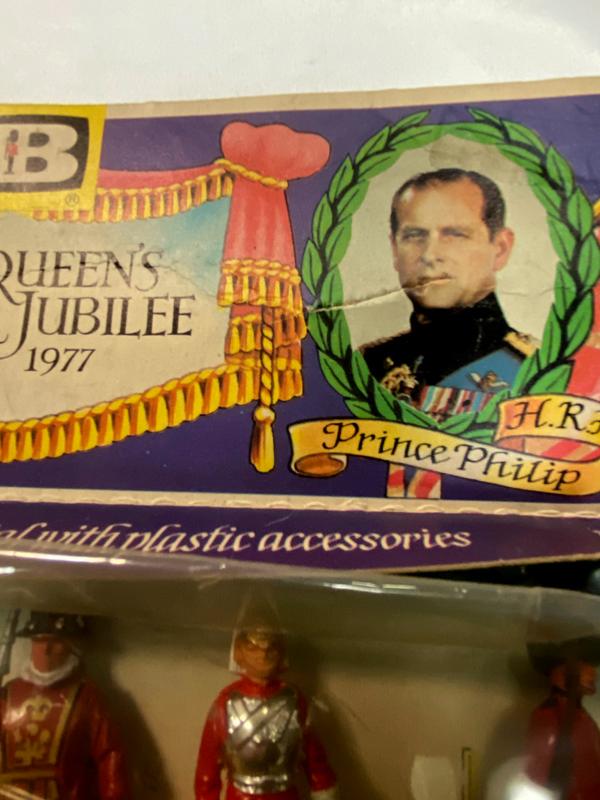 B
®
QUEEN'S
JUBILEE
1977
H.R.
Prince Philip
with plastic accessories